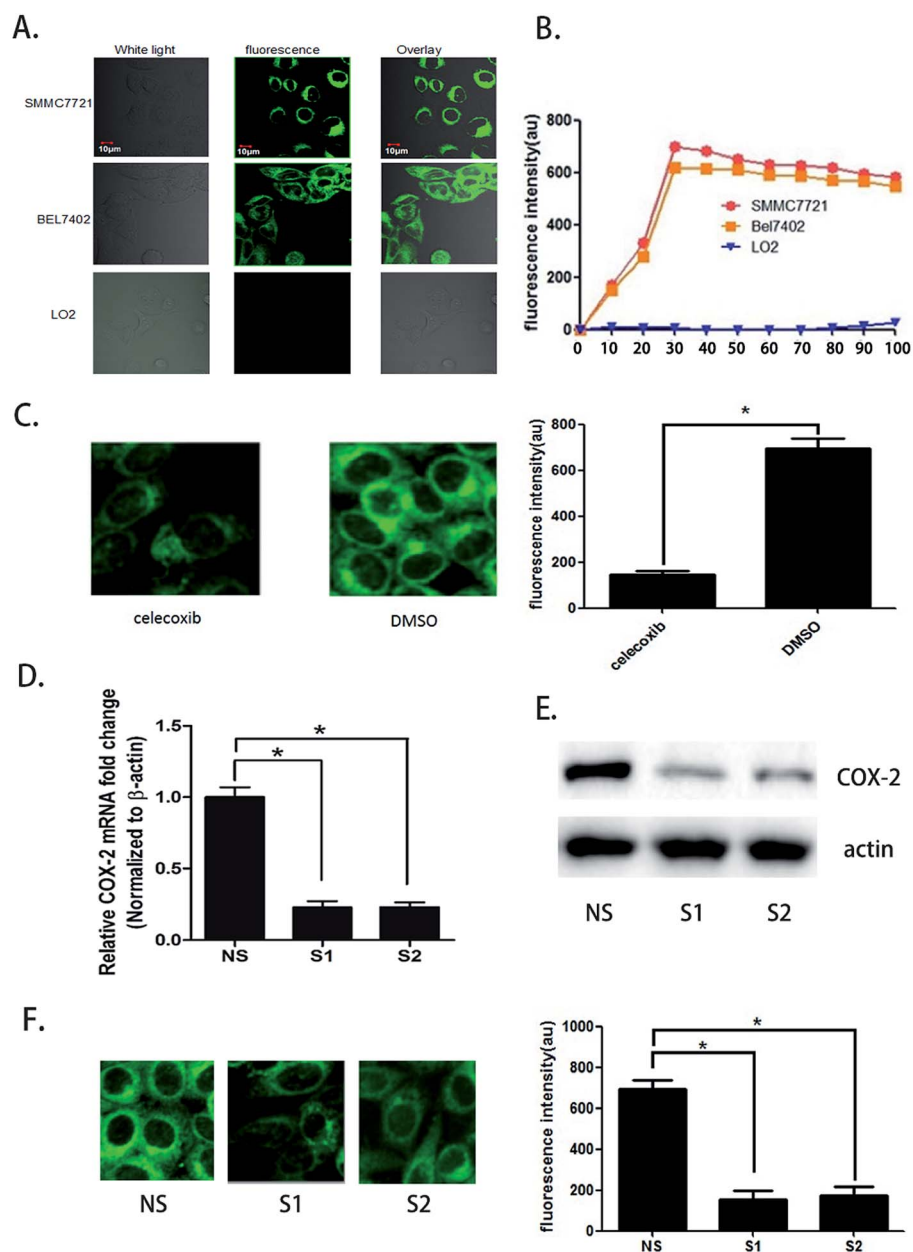 A.
White light fluorescence Overlay
SMMC7721
10μm 10μm 10μm
BEL7402
LO2
B.
fluorescence intensity(au)
800
600
400
200
0
SMMC7721
Bel7402
LO2
0 10 20 30 40 50 60 70 80 90 100
C.
celecoxib DMSO
fluorescence intensity(au)
800
600
400
200
0
*
celecoxib DMSO
D.
Relative COX-2 mRNA fold change
(Normalized to β-actin)
1.5
1.0
0.5
0.0
*
*
NS S1 S2
E.
COX-2
actin
NS S1 S2
F.
NS S1 S2
fluorescence intensity(au)
1000
800
600
400
200
0
*
*
NS S1 S2